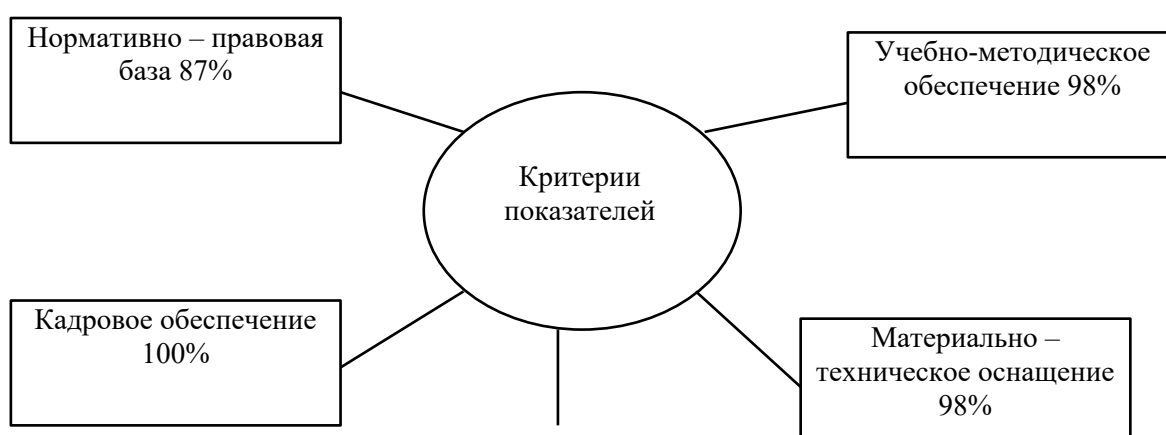 Нормативно – правовая
база 87%
Учебно-методическое
обеспечение 98%
Критерии
показателей
Кадровое обеспечение
100%
Материально –
техническое оснащение
98%